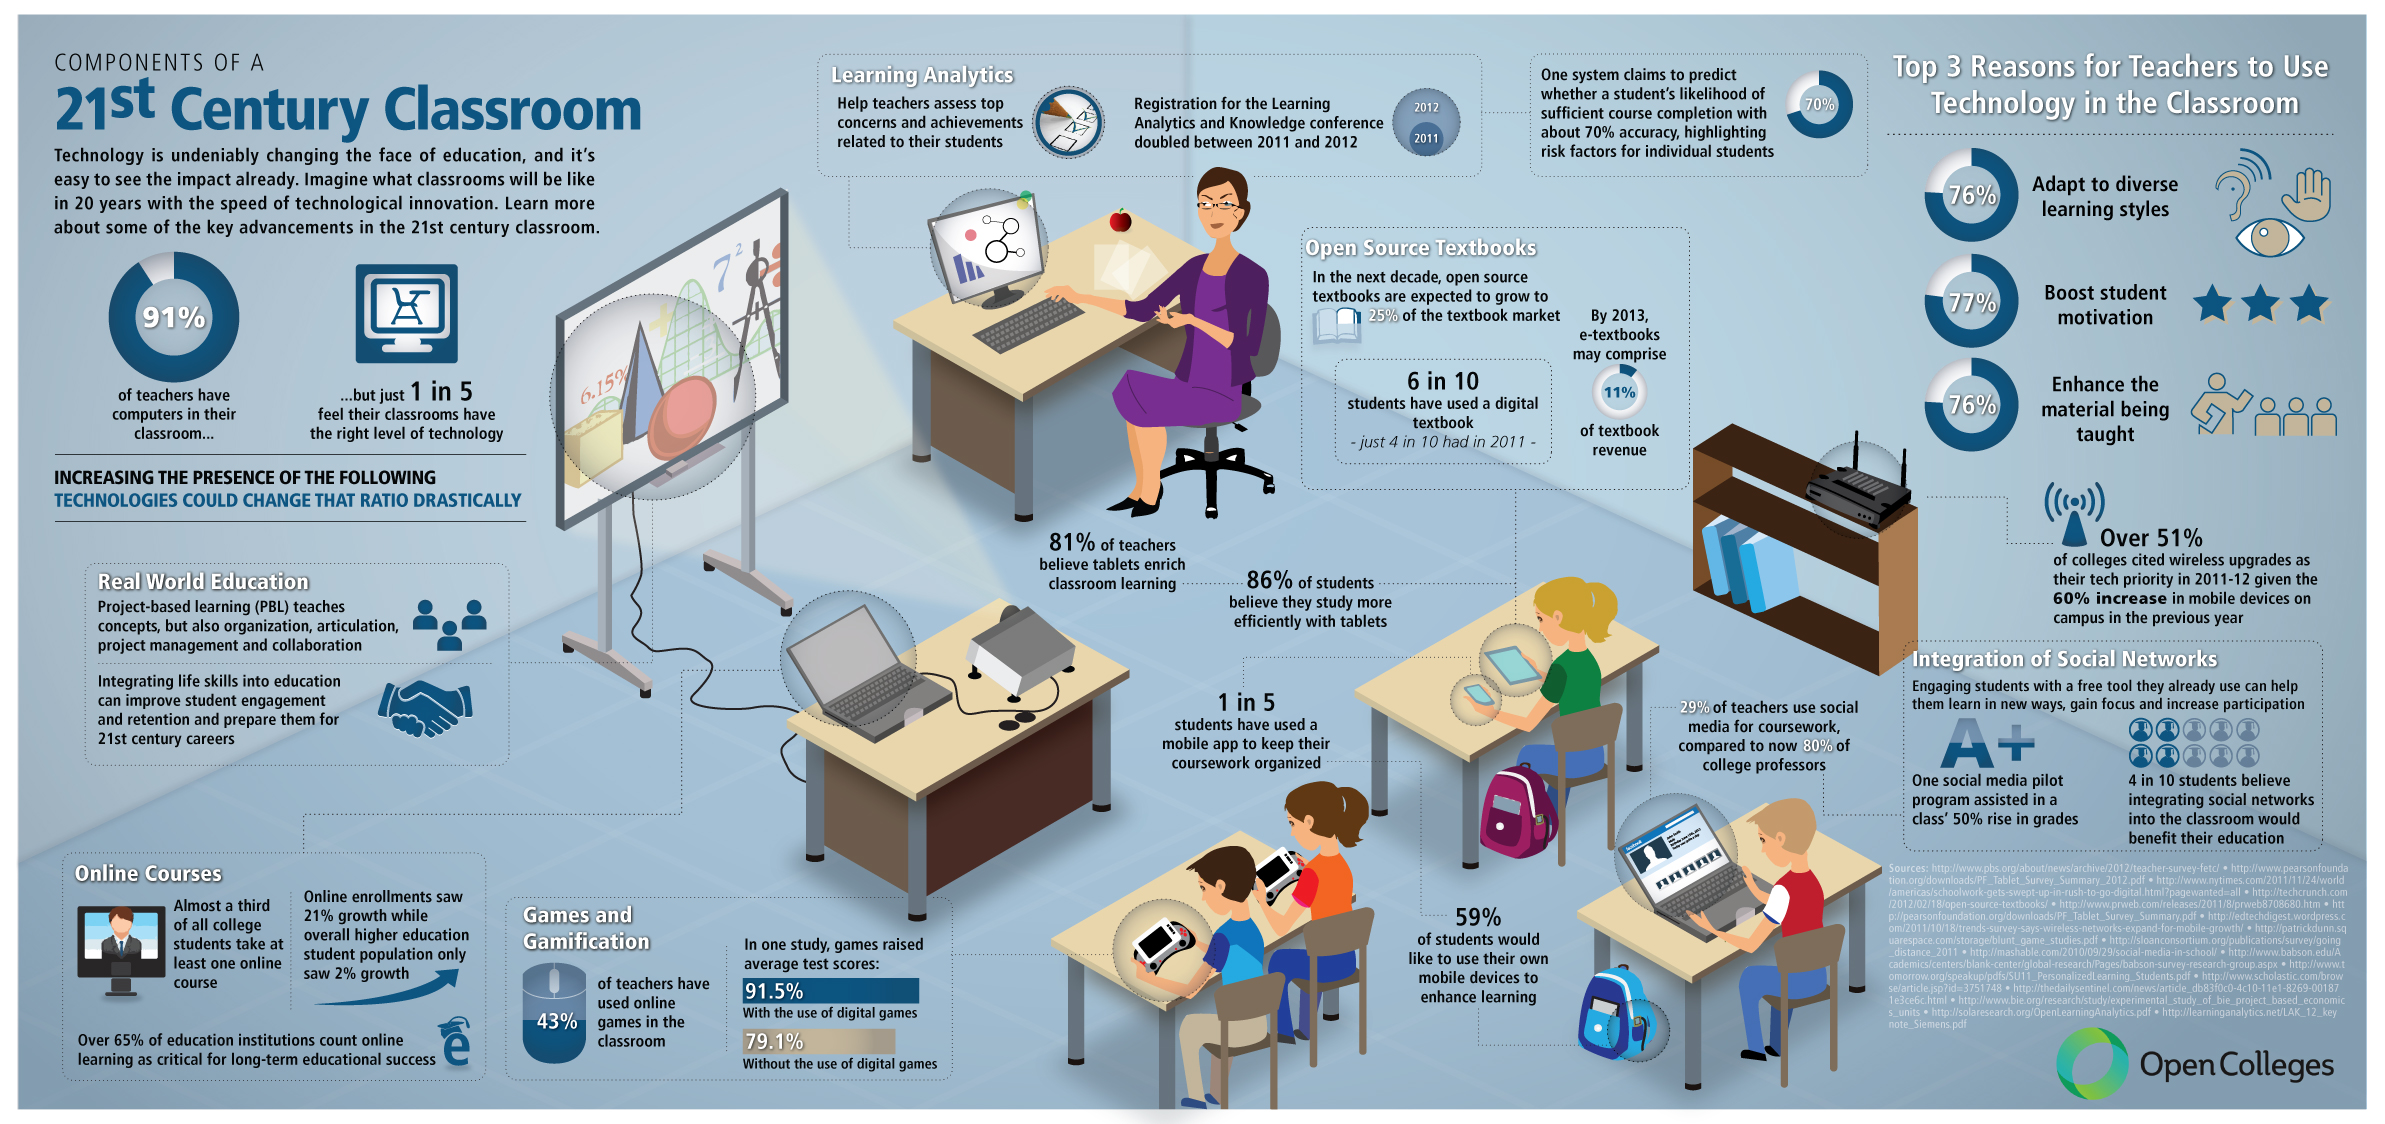 COMPONENTS OF A
21st Century Classroom
Technology is undeniably changing the face of education, and it's
easy to see the impact already. Imagine what classrooms will be like
in 20 years with the speed of technological innovation. Learn more
about some of the key advancements in the 21st century classroom.
91%
of teachers have
computers in their
classroom...
...but just 1 in 5
feel their classrooms have
the right level of technology
INCREASING THE PRESENCE OF THE FOLLOWING
TECHNOLOGIES COULD CHANGE THAT RATIO DRASTICALLY
Real World Education
Project-based learning (PBL) teaches
concepts, but also organization, articulation,
project management and collaboration
Integrating life skills into education
can improve student engagement
and retention and prepare them for
21st century careers
6.15%
7²
Online Courses
Almost a third
of all college
students take at
least one online
course
Online enrollments saw
21% growth while
overall higher education
student population only
saw 2% growth
Over 65% of education institutions count online
learning as critical for long-term educational success
e
Games and
Gamification
43%
of teachers have
used online
games in the
classroom
In one study, games raised
average test scores:
91.5%
With the use of digital games
79.1%
Without the use of digital games
Learning Analytics
Help teachers assess top
concerns and achievements
related to their students
Registration for the Learning
Analytics and Knowledge conference
doubled between 2011 and 2012
2012
2011
One system claims to predict
whether a student's likelihood of
sufficient course completion with
about 70% accuracy, highlighting
risk factors for individual students
70%
Open Source Textbooks
In the next decade, open source
textbooks are expected to grow to
25% of the textbook market
6 in 10
students have used a digital
textbook
- just 4 in 10 had in 2011 -
By 2013,
e-textbooks
may comprise
11%
of textbook
revenue
81% of teachers
believe tablets enrich
classroom learning
86% of students
believe they study more
efficiently with tablets
1 in 5
students have used a
mobile app to keep their
coursework organized
59%
of students would
like to use their own
mobile devices to
enhance learning
29% of teachers use social
media for coursework,
compared to now 80% of
college professors
Top 3 Reasons for Teachers to Use
Technology in the Classroom
76%
Adapt to diverse
learning styles
77%
Boost student
motivation
76%
Enhance the
material being
taught
Over 51%
of colleges cited wireless upgrades as
their tech priority in 2011-12 given the
60% increase in mobile devices on
campus in the previous year
Integration of Social Networks
Engaging students with a free tool they already use can help
them learn in new ways, gain focus and increase participation
A+
One social media pilot
program assisted in a
class' 50% rise in grades
4 in 10 students believe
integrating social networks
into the classroom would
benefit their education
Sources: http://www.pbs.org/about/news/archive/2012/teacher-survey-fetc/ • http://www.pearsonfounda
tion.org/downloads/PF_Tablet_Survey_Summary_2012.pdf • http://www.nytimes.com/2011/11/24/world
/americas/schoolwork-gets-swept-up-in-rush-to-go-digital.html?pagewanted=all • http://techcrunch.com
/2012/02/18/open-source-textbooks/ • http://www.prweb.com/releases/2011/8/prweb8708680.htm • htt
p://pearsonfoundation.org/downloads/PF_Tablet_Survey_Summary.pdf • http://edtechdigest.wordpress.c
om/2011/10/18/trends-survey-says-wireless-networks-expand-for-mobile-growth/ • http://patrickdunn.sq
uarespace.com/storage/blunt_game_studies.pdf • http://sloanconsortium.org/publications/survey/going
_distance_2011 • http://mashable.com/2010/09/29/social-media-in-school/ • http://www.babson.edu/A
cademics/centers/blank-center/global-research/Pages/babson-survey-research-group.aspx • http://www.t
omorrow.org/speakup/pdfs/SU11_PersonalizedLearning_Students.pdf • http://www.scholastic.com/brow
se/article.jsp?id=3751748 • http://thedailysentinel.com/news/article_db83f0c0-4c10-11e1-8269-00187
1e3ce6c.html • http://www.bie.org/research/study/experimental_study_of_bie_project_based_economic
s_units • http://solaresearch.org/OpenLearningAnalytics.pdf • http://learninganalytics.net/LAK_12_key
note_Siemens.pdf
Open Colleges